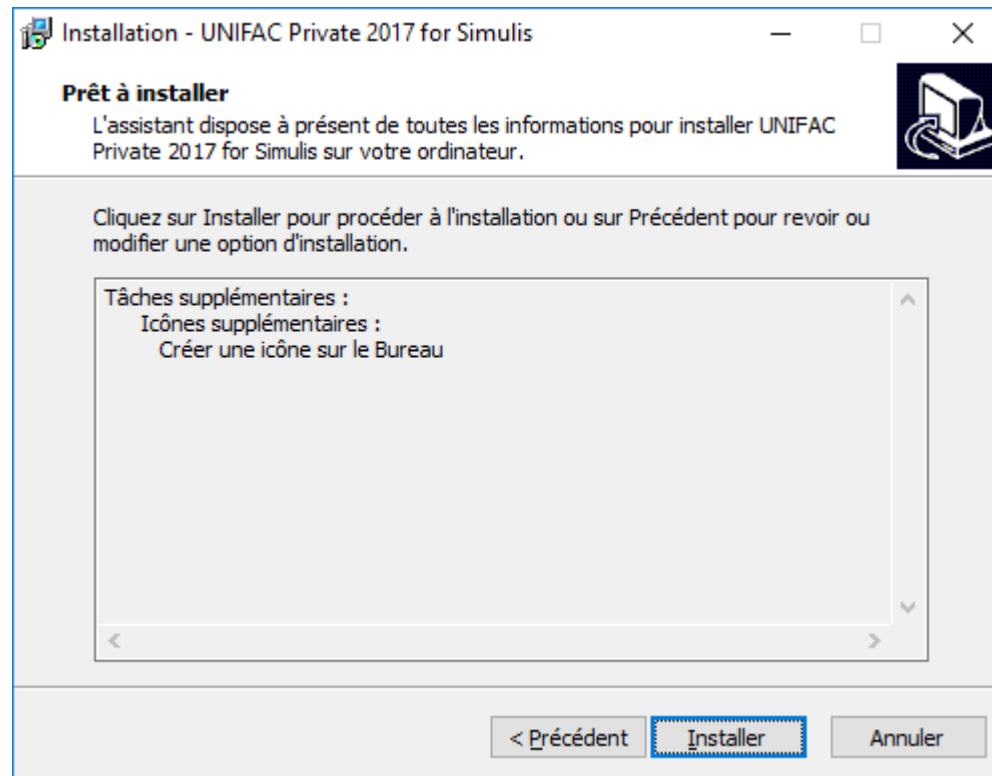 Installation - UNIFAC Private 2017 for Simulis
Prêt à installer
L'assistant dispose à présent de toutes les informations pour installer UNIFAC
Private 2017 for Simulis sur votre ordinateur.
Cliquez sur Installer pour procéder à l'installation ou sur Précédent pour revoir ou
modifier une option d'installation.
Tâches supplémentaires :
Icônes supplémentaires :
Créer une icône sur le Bureau
< Précédent
Installer
Annuler